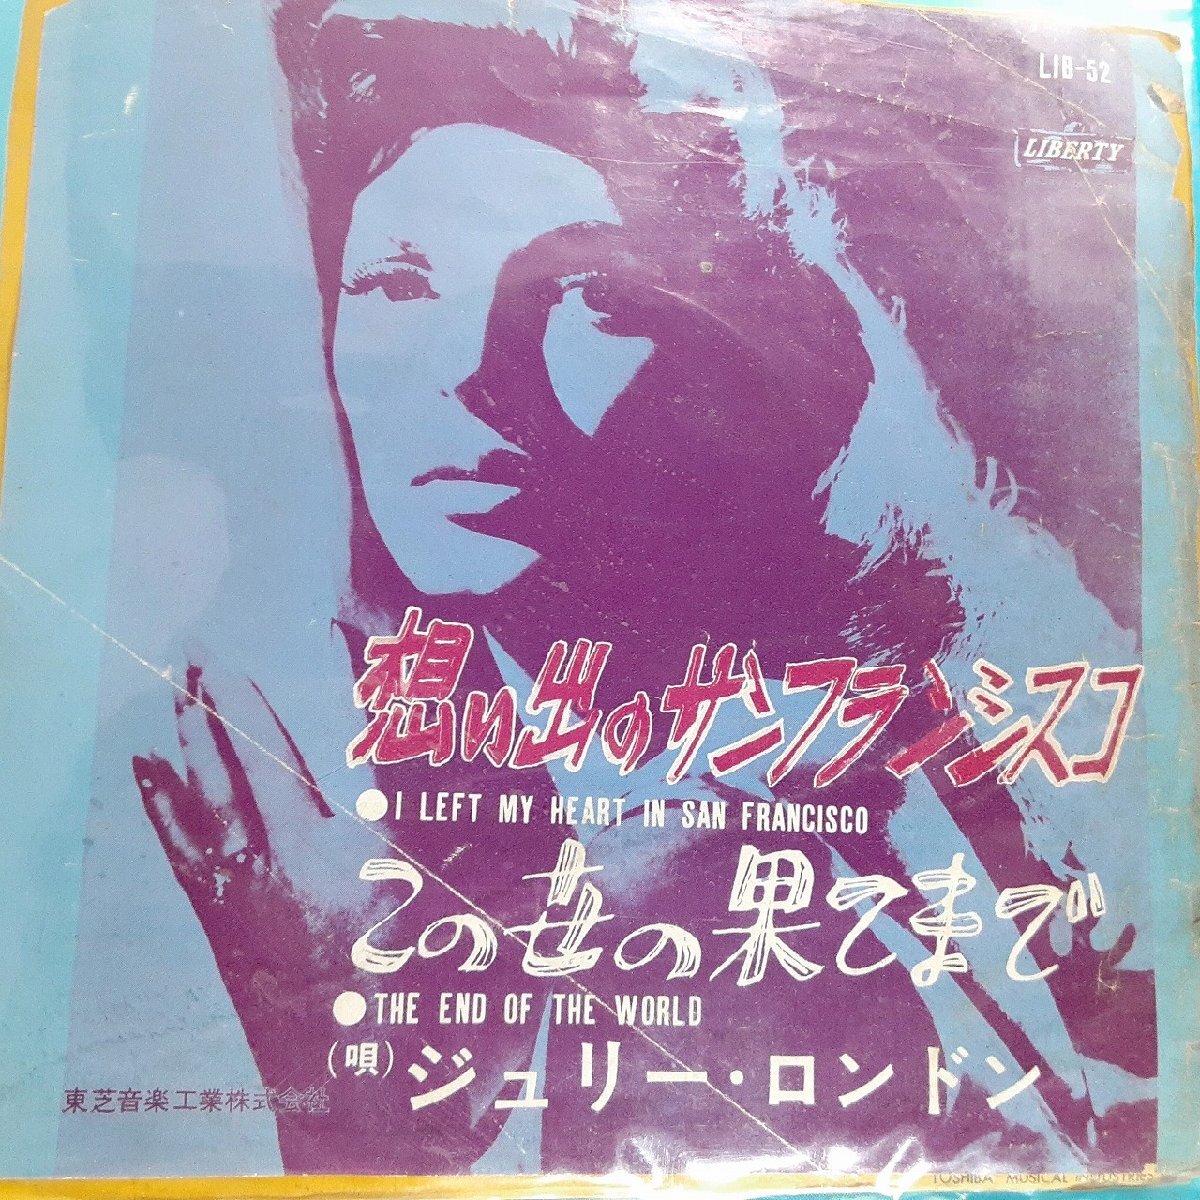 LIB-52
LIBERTY
想い出のサンフランシスコ
●I LEFT MY HEART IN SAN FRANCISCO
この世の果てまで
●THE END OF THE WORLD
(唄)ジュリー・ロンドン
東芝音楽工業株式会社
TOSHIBA MUSICAL INDUSTRIES